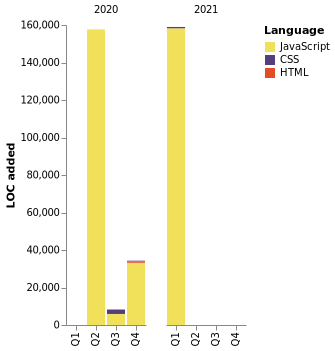 2020 2021
Language
JavaScript
CSS
HTML
LOC added
160,000
140,000
120,000
100,000
80,000
60,000
40,000
20,000
0
Q1 Q2 Q3 Q4 Q1 Q2 Q3 Q4